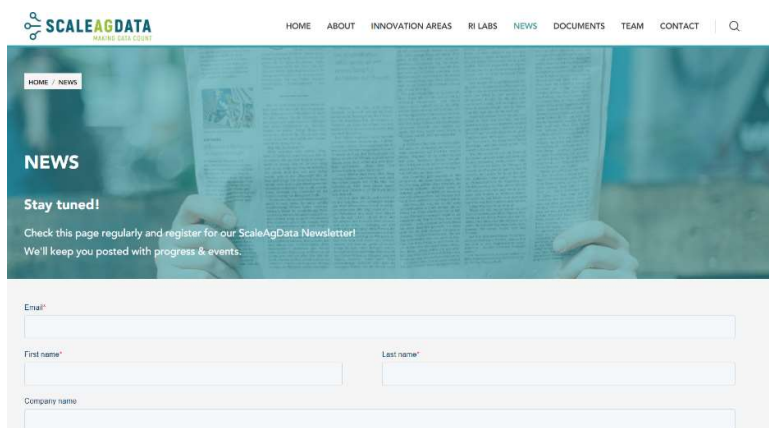 SCALEAGDATA
MAKING DATA COUNT
HOME ABOUT INNOVATION AREAS RI LABS NEWS DOCUMENTS TEAM CONTACT
HOME / NEWS
NEWS
Stay tuned!
Check this page regularly and register for our ScaleAgData Newsletter!
We'll keep you posted with progress & events.
Email*
First name* Last name*
Company name